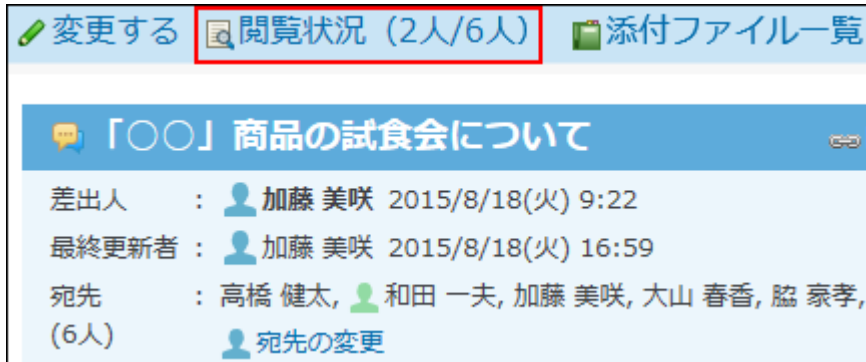 変更する 閲覧状況（2人/6人） 添付ファイル一覧
「○○」商品の試食会について
差出人 : 加藤 美咲 2015/8/18(火) 9:22
最終更新者 : 加藤 美咲 2015/8/18(火) 16:59
宛先 : 高橋 健太, 和田 一夫, 加藤 美咲, 大山 春香, 脇 豪孝,
(6人) 宛先の変更